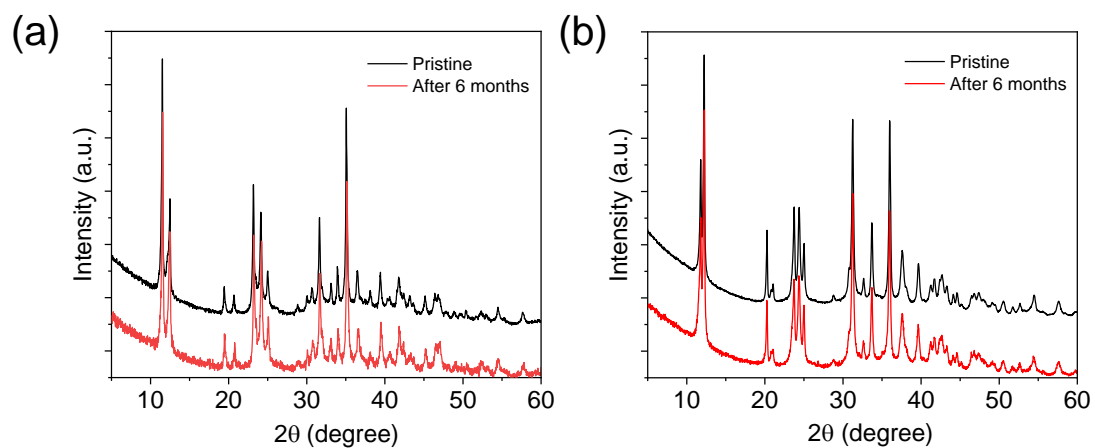 (a)
Pristine
After 6 months
Intensity (a.u.)
10 20 30 40 50 60
2θ (degree)
(b)
Pristine
After 6 months
Intensity (a.u.)
10 20 30 40 50 60
2θ (degree)